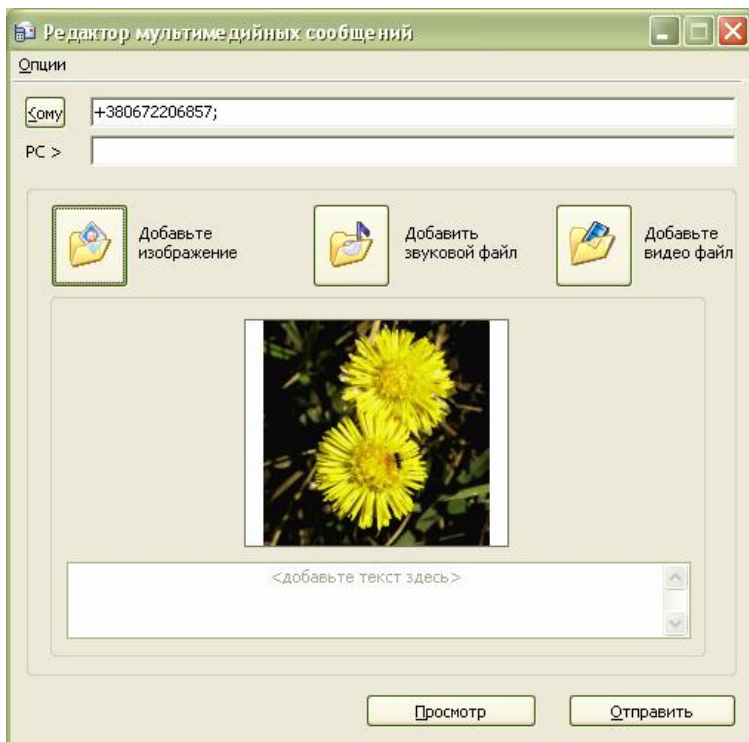 Редактор мультимедийных сообщений
Опции
Кому
+380672206857;
РС >
Добавьте
изображение
Добавить
звуковой файл
Добавьте
видео файл
<добавьте текст здесь>
Просмотр
Отправить